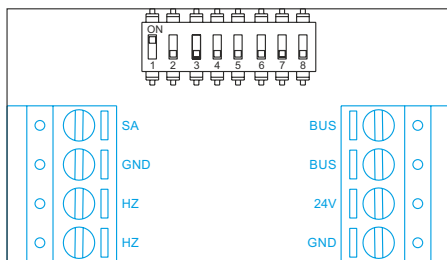 ON
1 2 3 4 5 6 7 8
SA BUS
GND BUS
HZ 24V
HZ GND